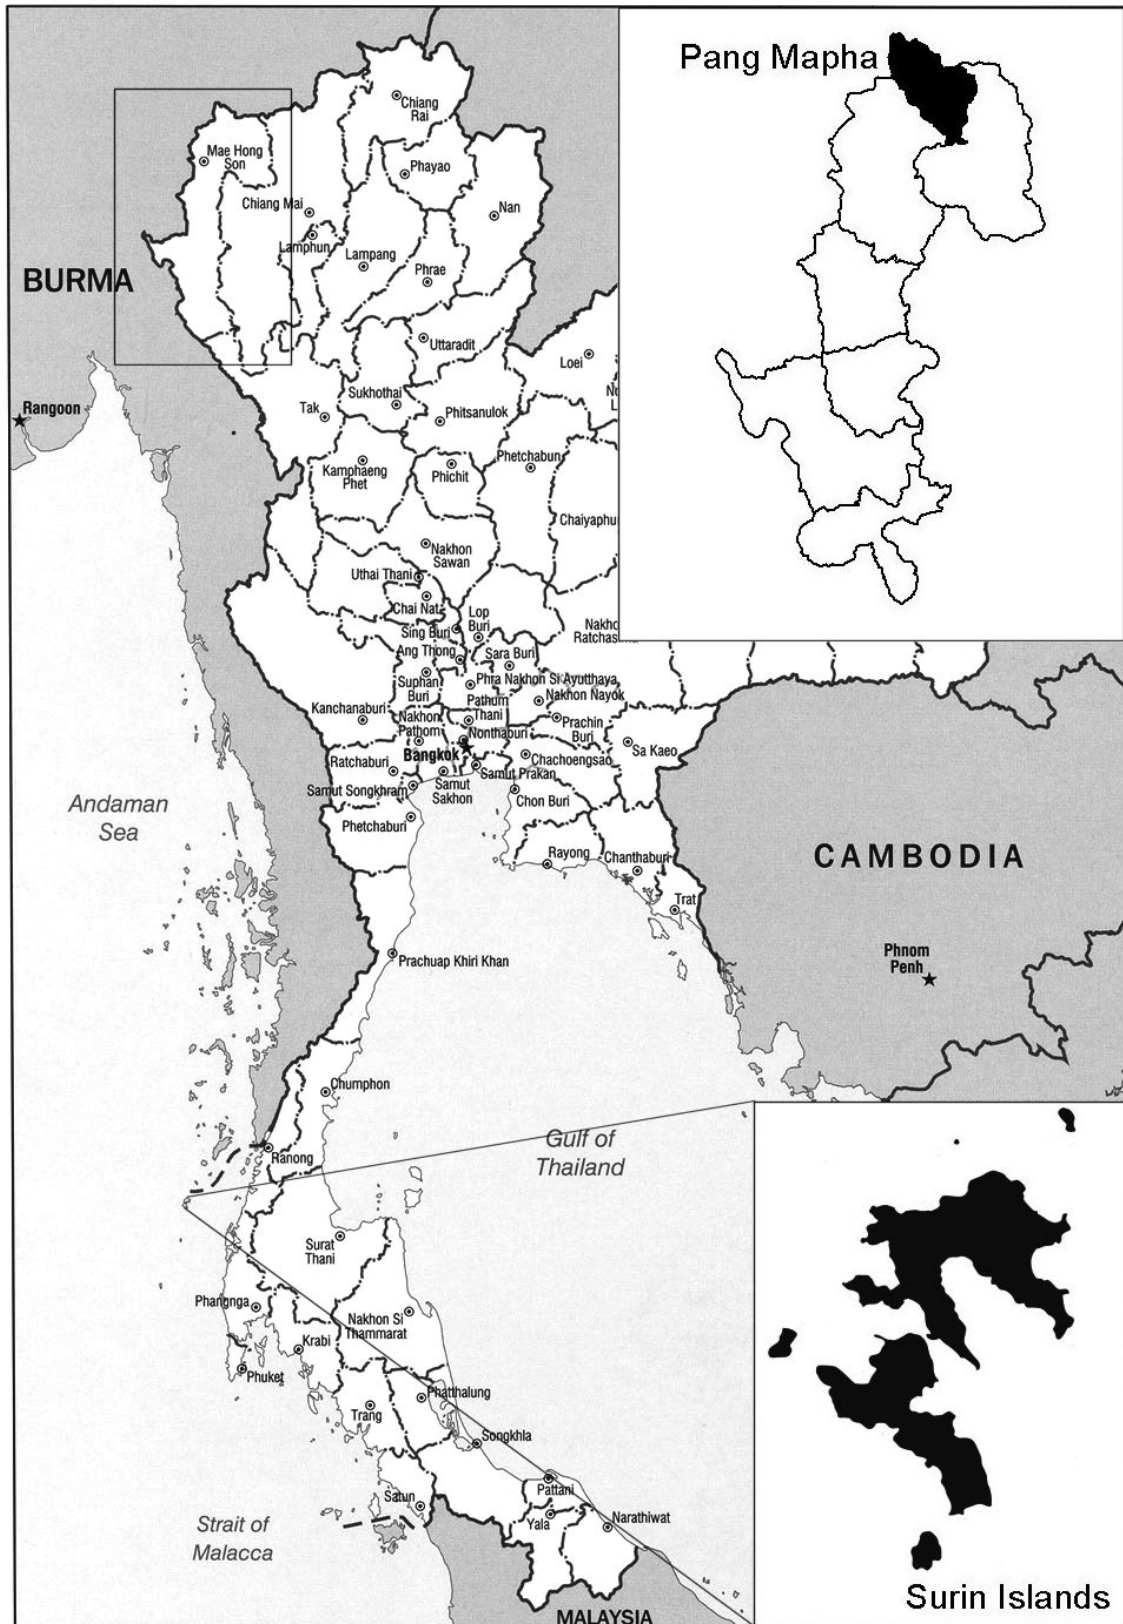 Pang Mapha
Chiang
Rai
Mae Hong
Son
Phayao
Chiang Mai
Nan
Lamphun
Lampang
Phrae
BURMA
Uttaradit
Loei
Sukhothai
Rangoon
Tak
Phitsanulok
Phetchabun
Kamphaeng
Phet
Phichit
Nakhon
Sawan
Uthai Thani
Chai Nat
Lop
Buri
Sing Buri
Ang Thong
Sara Buri
Suphan
Buri
Phra Nakhon Si Ayutthaya
Pathum
Thani
Nakhon Nayok
Kanchanaburi
Nakhon
Pathom
Prachin
Buri
Nonthaburi
Bangkok
Sa Kaeo
Ratchaburi
Chachoengsao
Samut Prakan
Samut Songkhram
Samut
Sakhon
Chon Buri
Andaman
Sea
Phetchaburi
Rayong
Chanthaburi
CAMBODIA
Trat
Phnom
Penh
Prachuap Khiri Khan
Chumphon
Gulf of
Thailand
Ranong
Surat
Thani
Phangnga
Nakhon Si
Thammarat
Krabi
Phuket
Phatthalung
Trang
Songkhla
Pattani
Satun
Yala
Narathiwat
Strait of
Malacca
Surin Islands
MALAYSIA